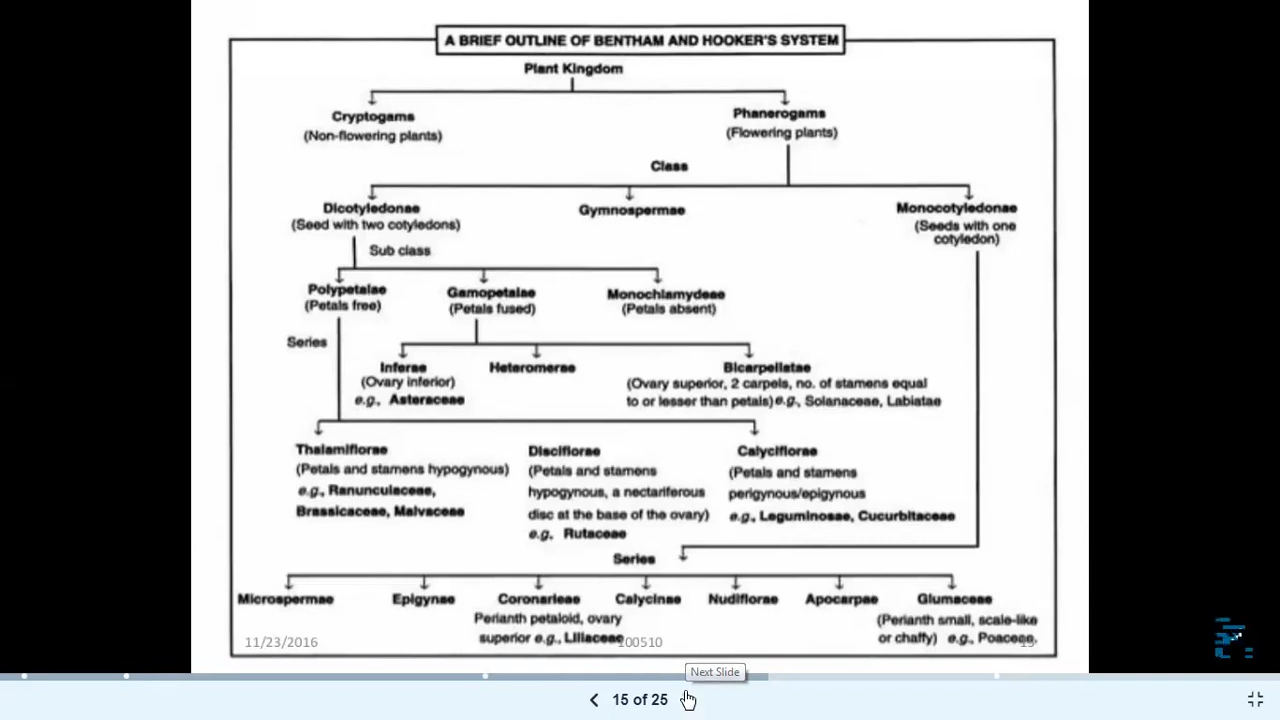 A BRIEF OUTLINE OF BENTHAM AND HOOKER'S SYSTEM
Plant Kingdom
Cryptogams
(Non-flowering plants)
Phanerogams
(Flowering plants)
Class
Dicotyledonae
(Seed with two cotyledons)
Gymnospermae
Monocotyledonae
(Seeds with one
cotyledon)
Sub class
Polypetalae
(Petals free)
Gamopetalae
(Petals fused)
Monochlamydeae
(Petals absent)
Series
Inferae
(Ovary inferior)
e.g., Asteraceae
Heteromerae
Bicarpellatae
(Ovary superior, 2 carpels, no. of stamens equal
to or lesser than petals) e.g., Solanaceae, Labiatae
Thalamiflorae
(Petals and stamens hypogynous)
e.g., Ranunculaceae,
Brassicaceae, Malvaceae
Disciflorae
(Petals and stamens
hypogynous, a nectariferous
disc at the base of the ovary)
e.g., Rutaceae
Calyciflorae
(Petals and stamens
perigynous/epigynous
e.g., Leguminosae, Cucurbitaceae
Series
Microspermae
Epigynae
Coronarieae
Perianth petaloid, ovary
superior e.g., Liliaceae
Calycinae
Nudiflorae
Apocarpae
Glumaceae
(Perianth small, scale-like
or chaffy) e.g., Poaceae.
11/23/2016
100510
15
Next Slide
15 of 25